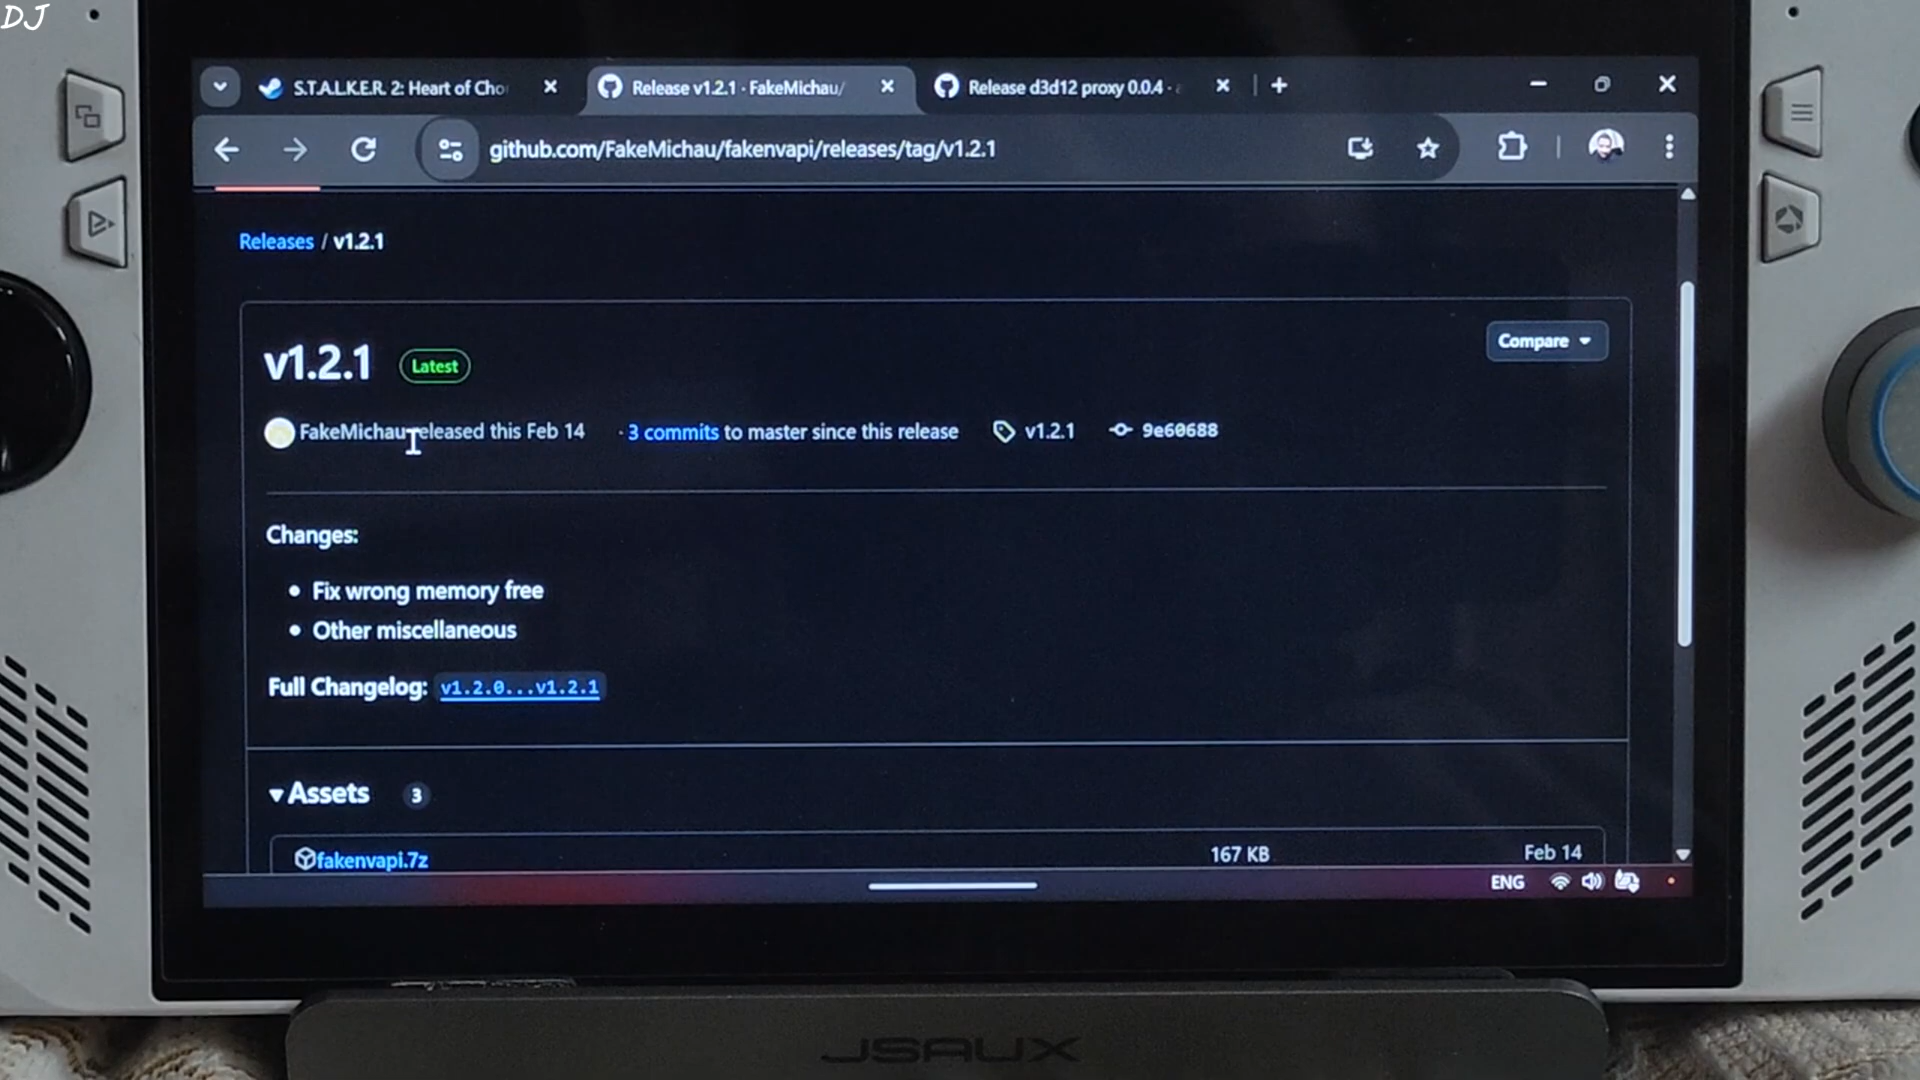 DJ
S.T.A.L.K.E.R. 2: Heart of Cho
Release v1.2.1 · FakeMichau/
Release d3d12 proxy 0.0.4 ·
github.com/FakeMichau/fakenvapi/releases/tag/v1.2.1
Releases / v1.2.1
v1.2.1 Latest
Compare
FakeMichau released this Feb 14 · 3 commits to master since this release v1.2.1 9e60688
Changes:
• Fix wrong memory free
• Other miscellaneous
Full Changelog: v1.2.0...v1.2.1
Assets 3
fakenvapi.7z 167 KB Feb 14
ENG
JSAUX